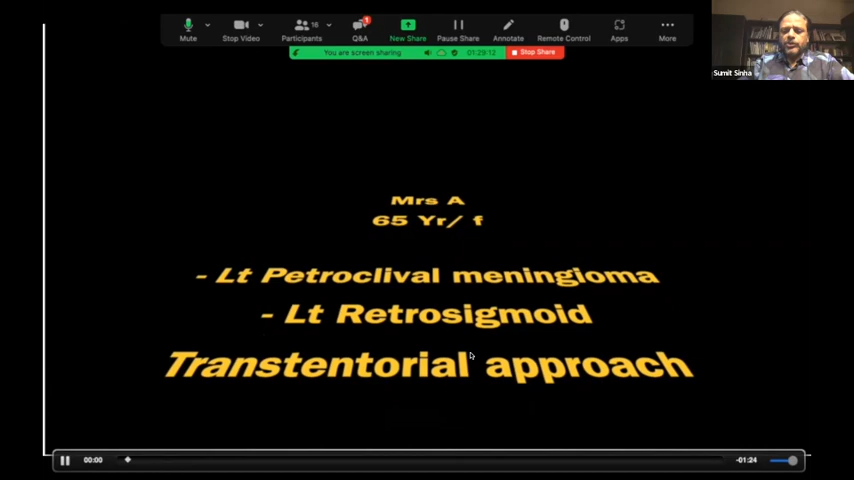 16
1
Mute
Stop Video
Participants
Q&A
New Share
Pause Share
Annotate
Remote Control
Apps
More
You are screen sharing
01:29:12
Stop Share
Sumit Sinha
Mrs A
65 Yr/ f
- Lt Petroclival meningioma
- Lt Retrosigmoid
Transtentorial approach
00:00
-01:24